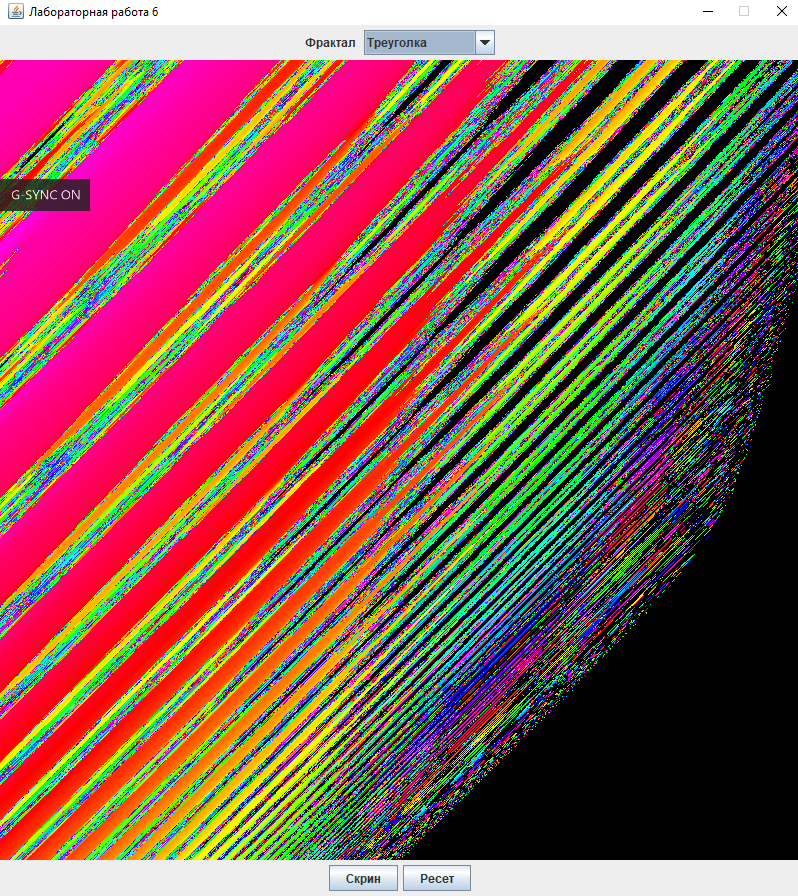 Лабораторная работа 6
Фрактал Треуголка
G-SYNC ON
Скрин Ресет